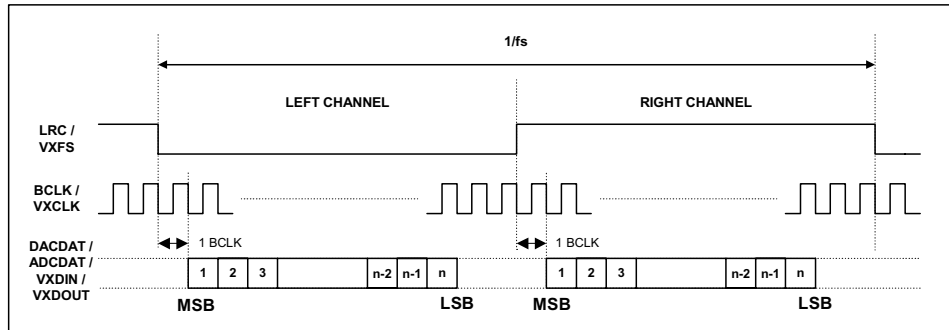 1/fs
LEFT CHANNEL
RIGHT CHANNEL
LRC /
VXFS
BCLK /
VXCLK
1 BCLK
1 BCLK
DACDAT /
ADCDAT /
VXDIN /
VXDOUT
1 2 3 n-2 n-1 n
1 2 3 n-2 n-1 n
MSB
LSB
MSB
LSB